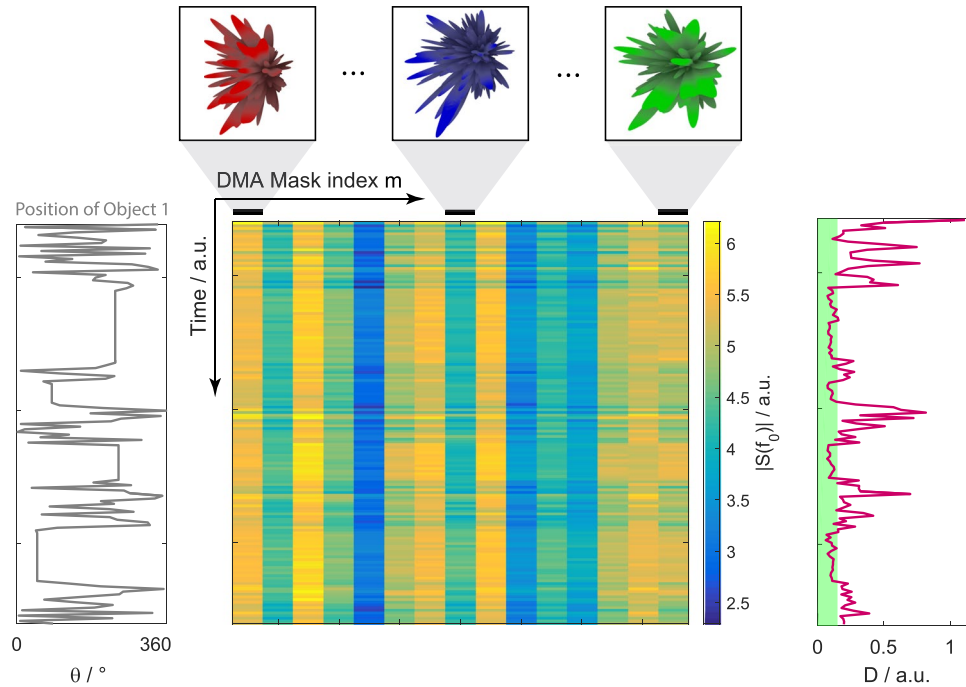 ... ...
DMA Mask index m
Position of Object 1
Time / a.u.
6
5.5
5
4.5
4
3.5
3
2.5
|S(f₀)| / a.u.
0 360
θ / °
0 0.5 1
D / a.u.